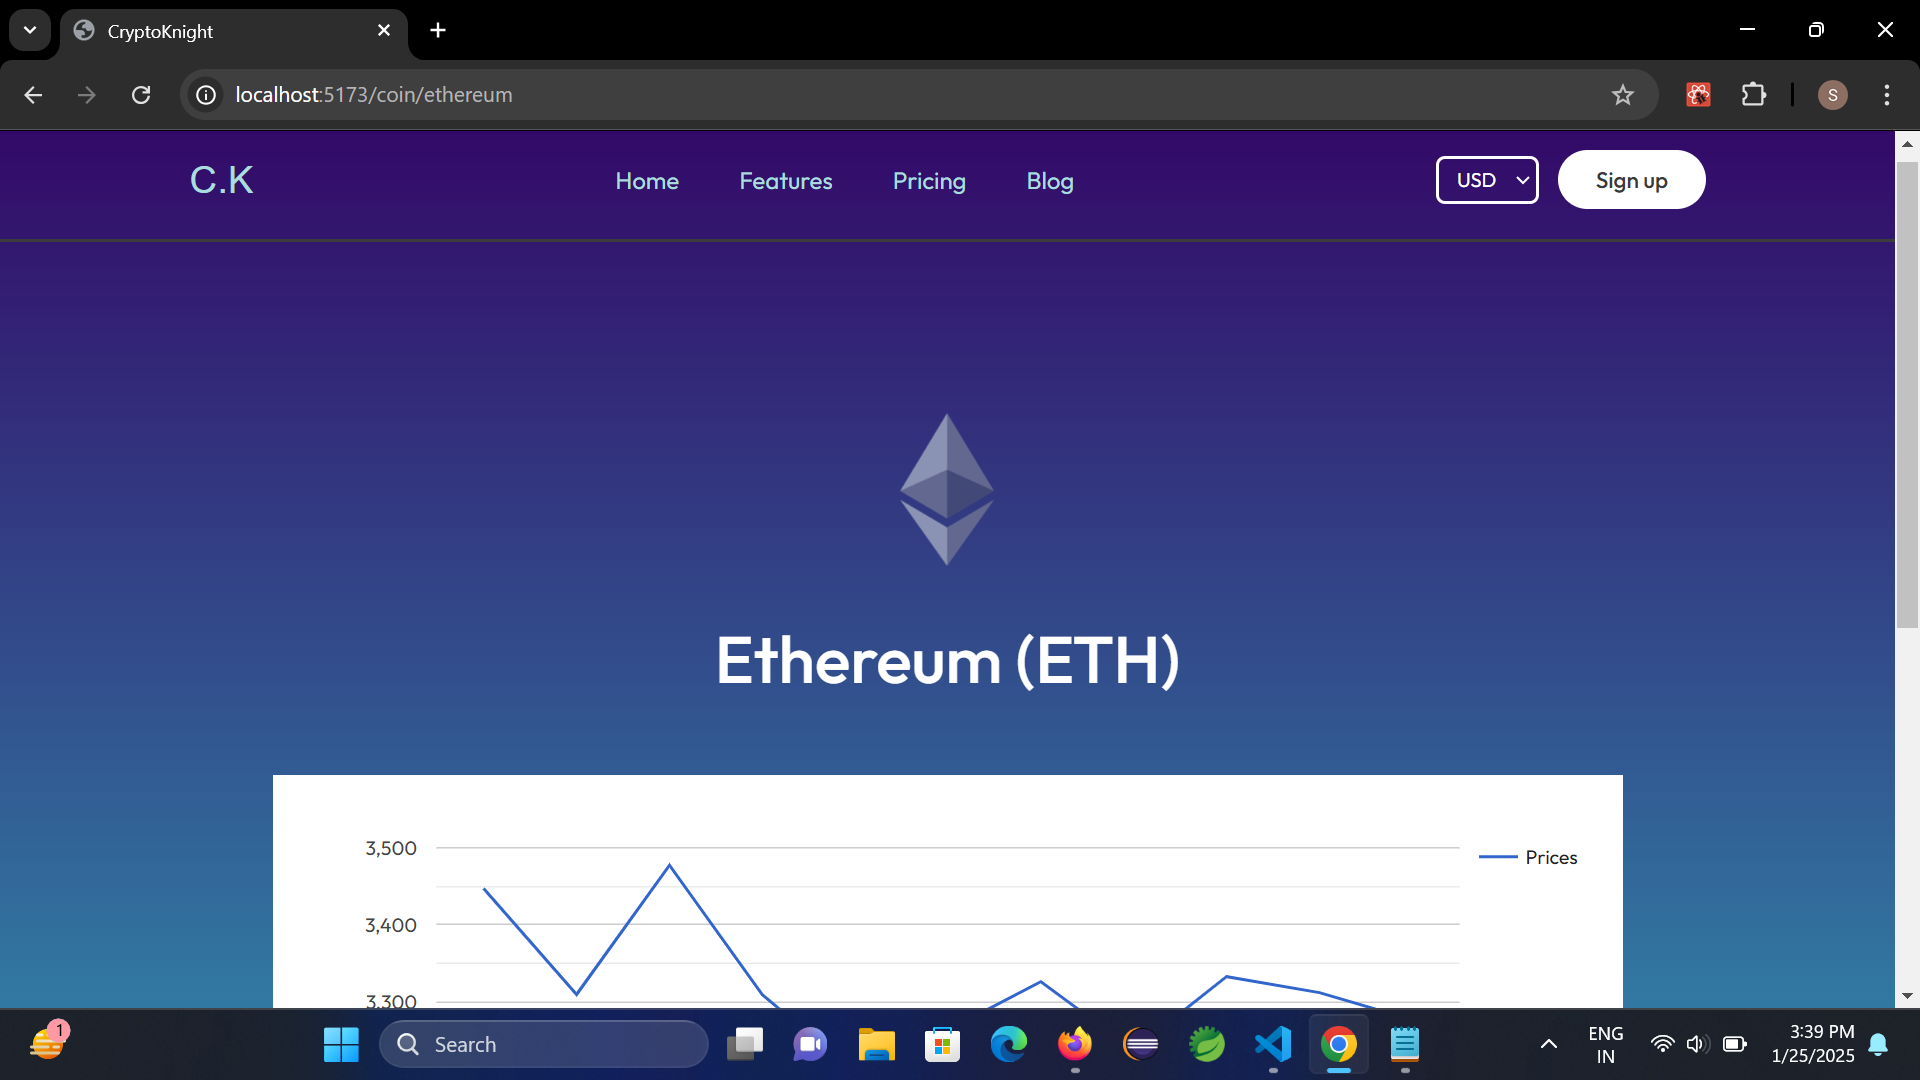 CryptoKnight
localhost:5173/coin/ethereum
S
C.K
Home
Features
Pricing
Blog
USD
Sign up
Ethereum (ETH)
3,500
Prices
3,400
3,300
1
Search
ENG
IN
3:39 PM
1/25/2025